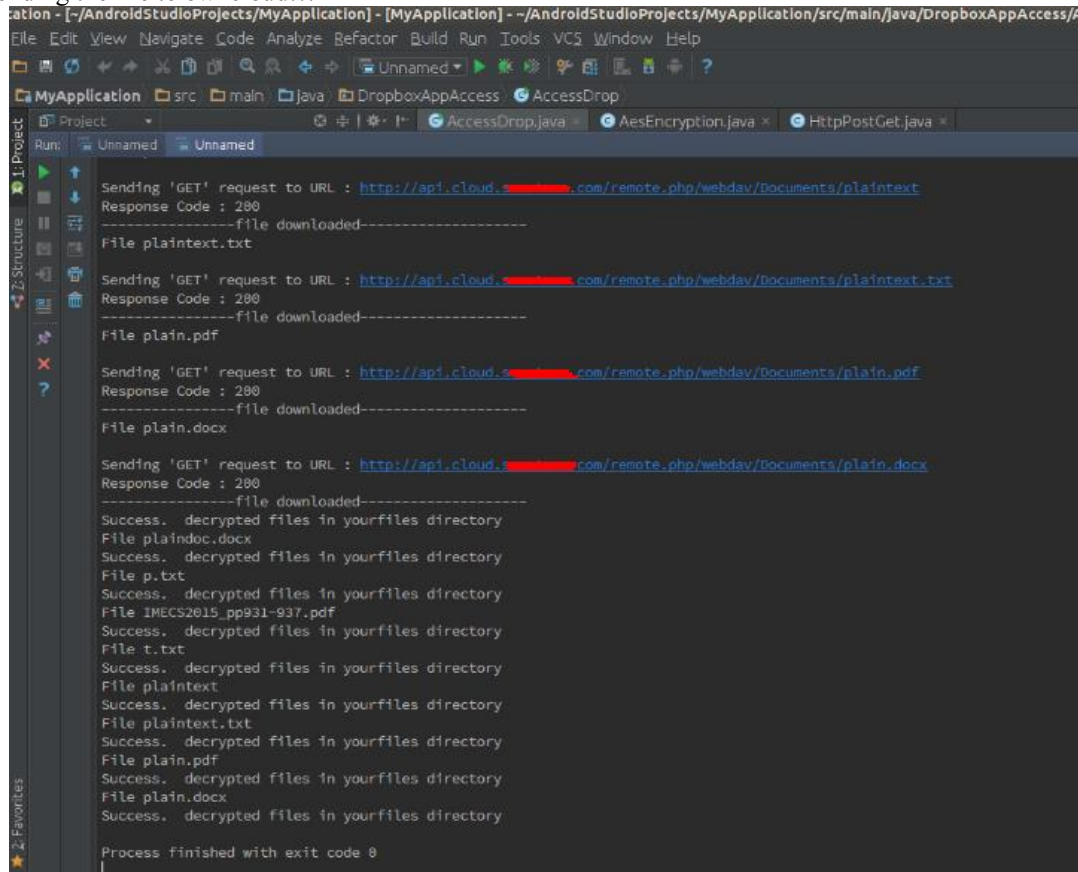 cation - [~/AndroidStudioProjects/MyApplication] - [MyApplication] - ~/AndroidStudioProjects/MyApplication/src/main/java/DropboxAppAccess/A
File Edit View Navigate Code Analyze Refactor Build Run Tools VCS Window Help
Unnamed
MyApplication src main java DropboxAppAccess AccessDrop
1: Project
Project
AccessDrop.java AesEncryption.java HttpPostGet.java
Run: Unnamed Unnamed
Sending 'GET' request to URL : http://api.cloud.s .com/remote.php/webdav/Documents/plaintext
Response Code : 200
----------------file downloaded--------------------
File plaintext.txt
Z: Structure
Sending 'GET' request to URL : http://api.cloud.s .com/remote.php/webdav/Documents/plaintext.txt
Response Code : 200
----------------file downloaded--------------------
File plain.pdf
Sending 'GET' request to URL : http://api.cloud.s .com/remote.php/webdav/Documents/plain.pdf
Response Code : 200
----------------file downloaded--------------------
File plain.docx
Sending 'GET' request to URL : http://api.cloud.s com/remote.php/webdav/Documents/plain.docx
Response Code : 200
----------------file downloaded--------------------
Success. decrypted files in yourfiles directory
File plaindoc.docx
Success. decrypted files in yourfiles directory
File p.txt
Success. decrypted files in yourfiles directory
File IMECS2015_pp931-937.pdf
Success. decrypted files in yourfiles directory
File t.txt
Success. decrypted files in yourfiles directory
File plaintext
Success. decrypted files in yourfiles directory
File plaintext.txt
Success. decrypted files in yourfiles directory
File plain.pdf
Success. decrypted files in yourfiles directory
File plain.docx
Success. decrypted files in yourfiles directory
2: Favorites
Process finished with exit code 0